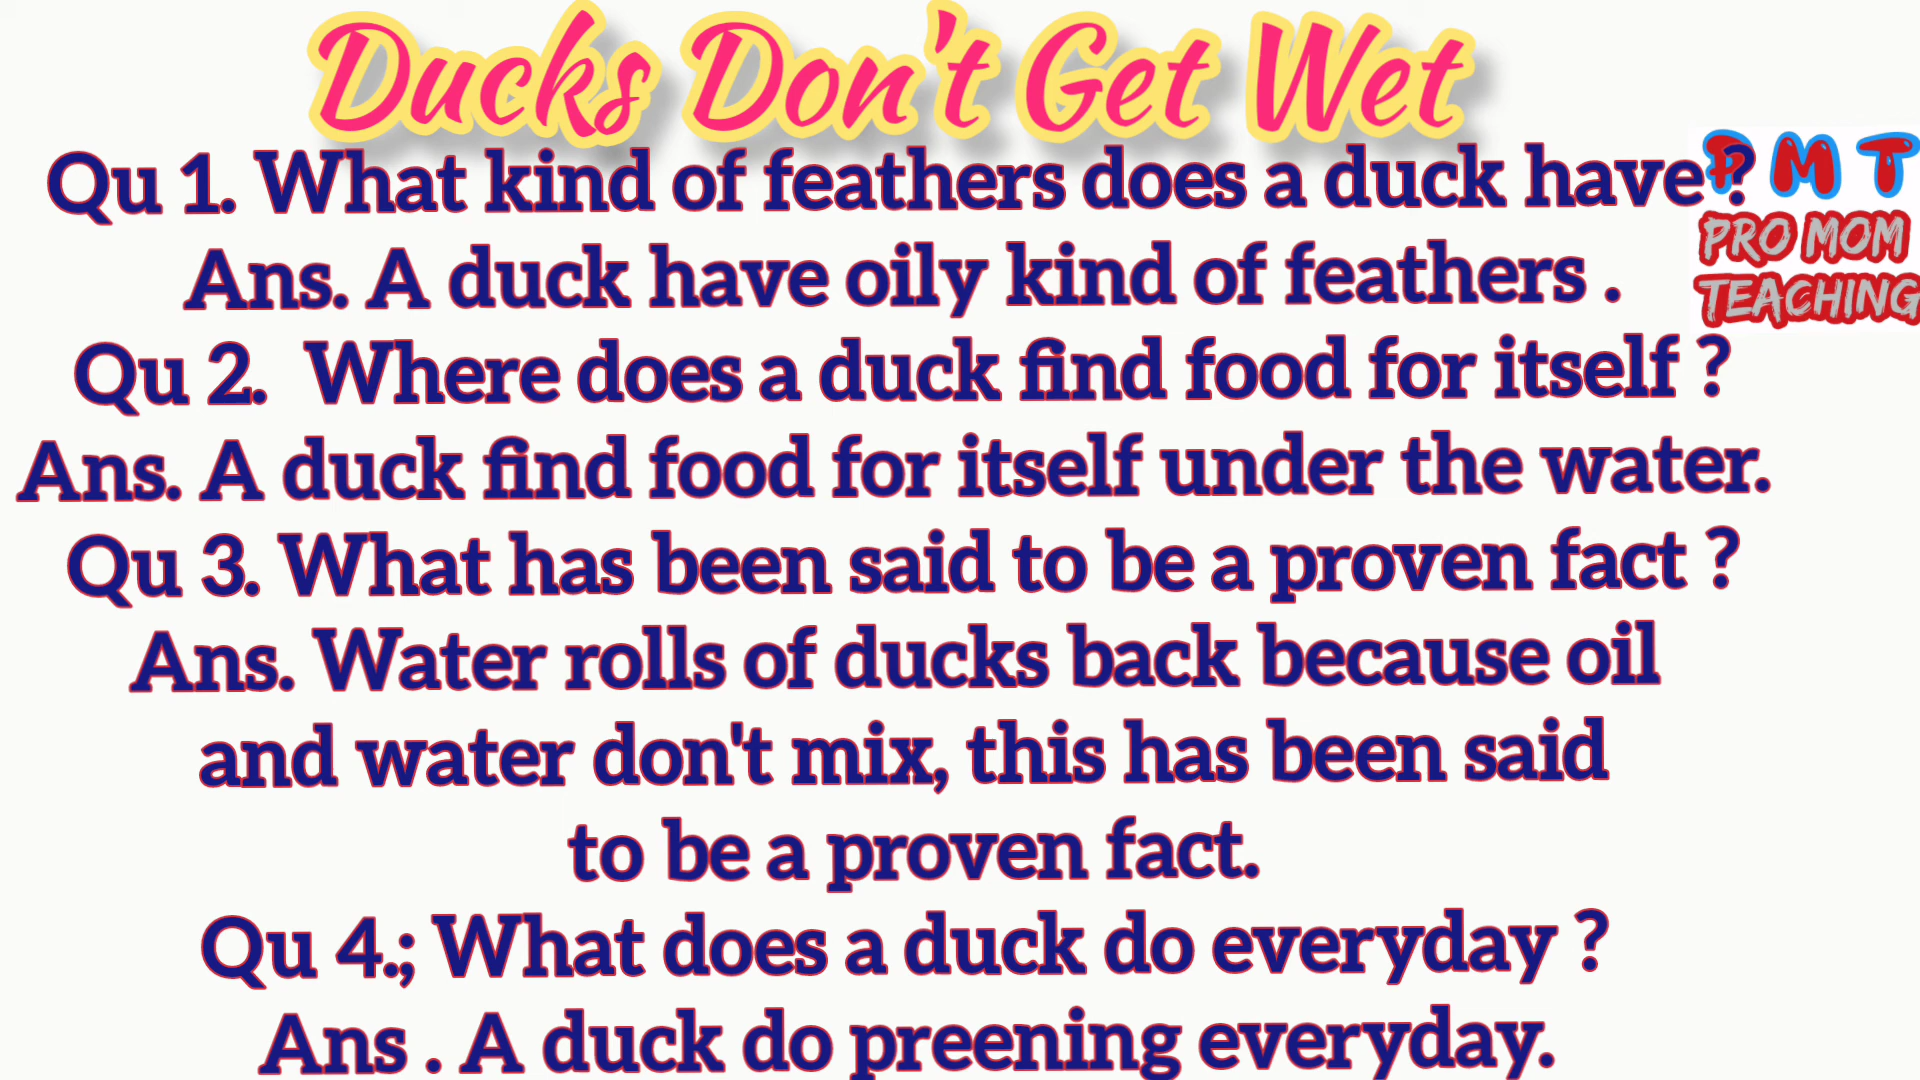 Ducks Don't Get Wet
Qu 1. What kind of feathers does a duck have ?
P M T
PRO MOM
TEACHING
Ans. A duck have oily kind of feathers .
Qu 2. Where does a duck find food for itself ?
Ans. A duck find food for itself under the water.
Qu 3. What has been said to be a proven fact ?
Ans. Water rolls of ducks back because oil
and water don't mix, this has been said
to be a proven fact.
Qu 4.; What does a duck do everyday ?
Ans . A duck do preening everyday.